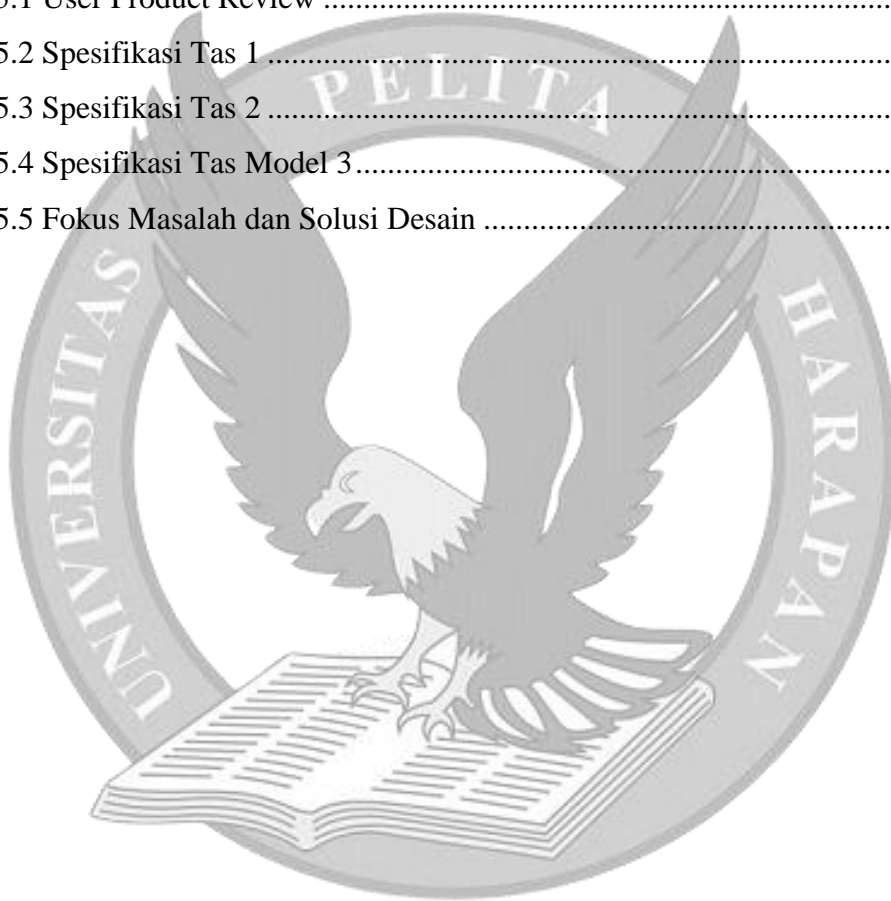 5.1 User Product Review ........................................................................
5.2 Spesifikasi Tas 1 ...............................................................................
5.3 Spesifikasi Tas 2 ...............................................................................
5.4 Spesifikasi Tas Model 3....................................................................
5.5 Fokus Masalah dan Solusi Desain ....................................................
UNIVERSITAS PELITA HARAPAN